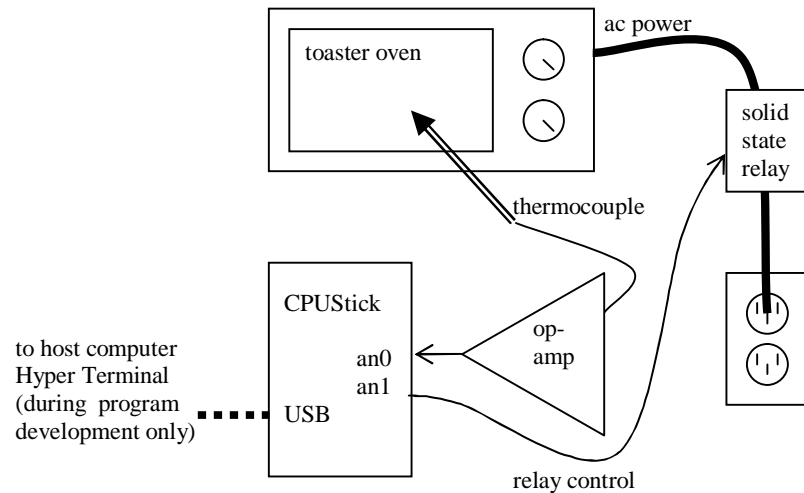 ac power
toaster oven
solid
state
relay
thermocouple
CPUStick
op-
amp
an0
an1
USB
to host computer
Hyper Terminal
(during program
development only)
relay control